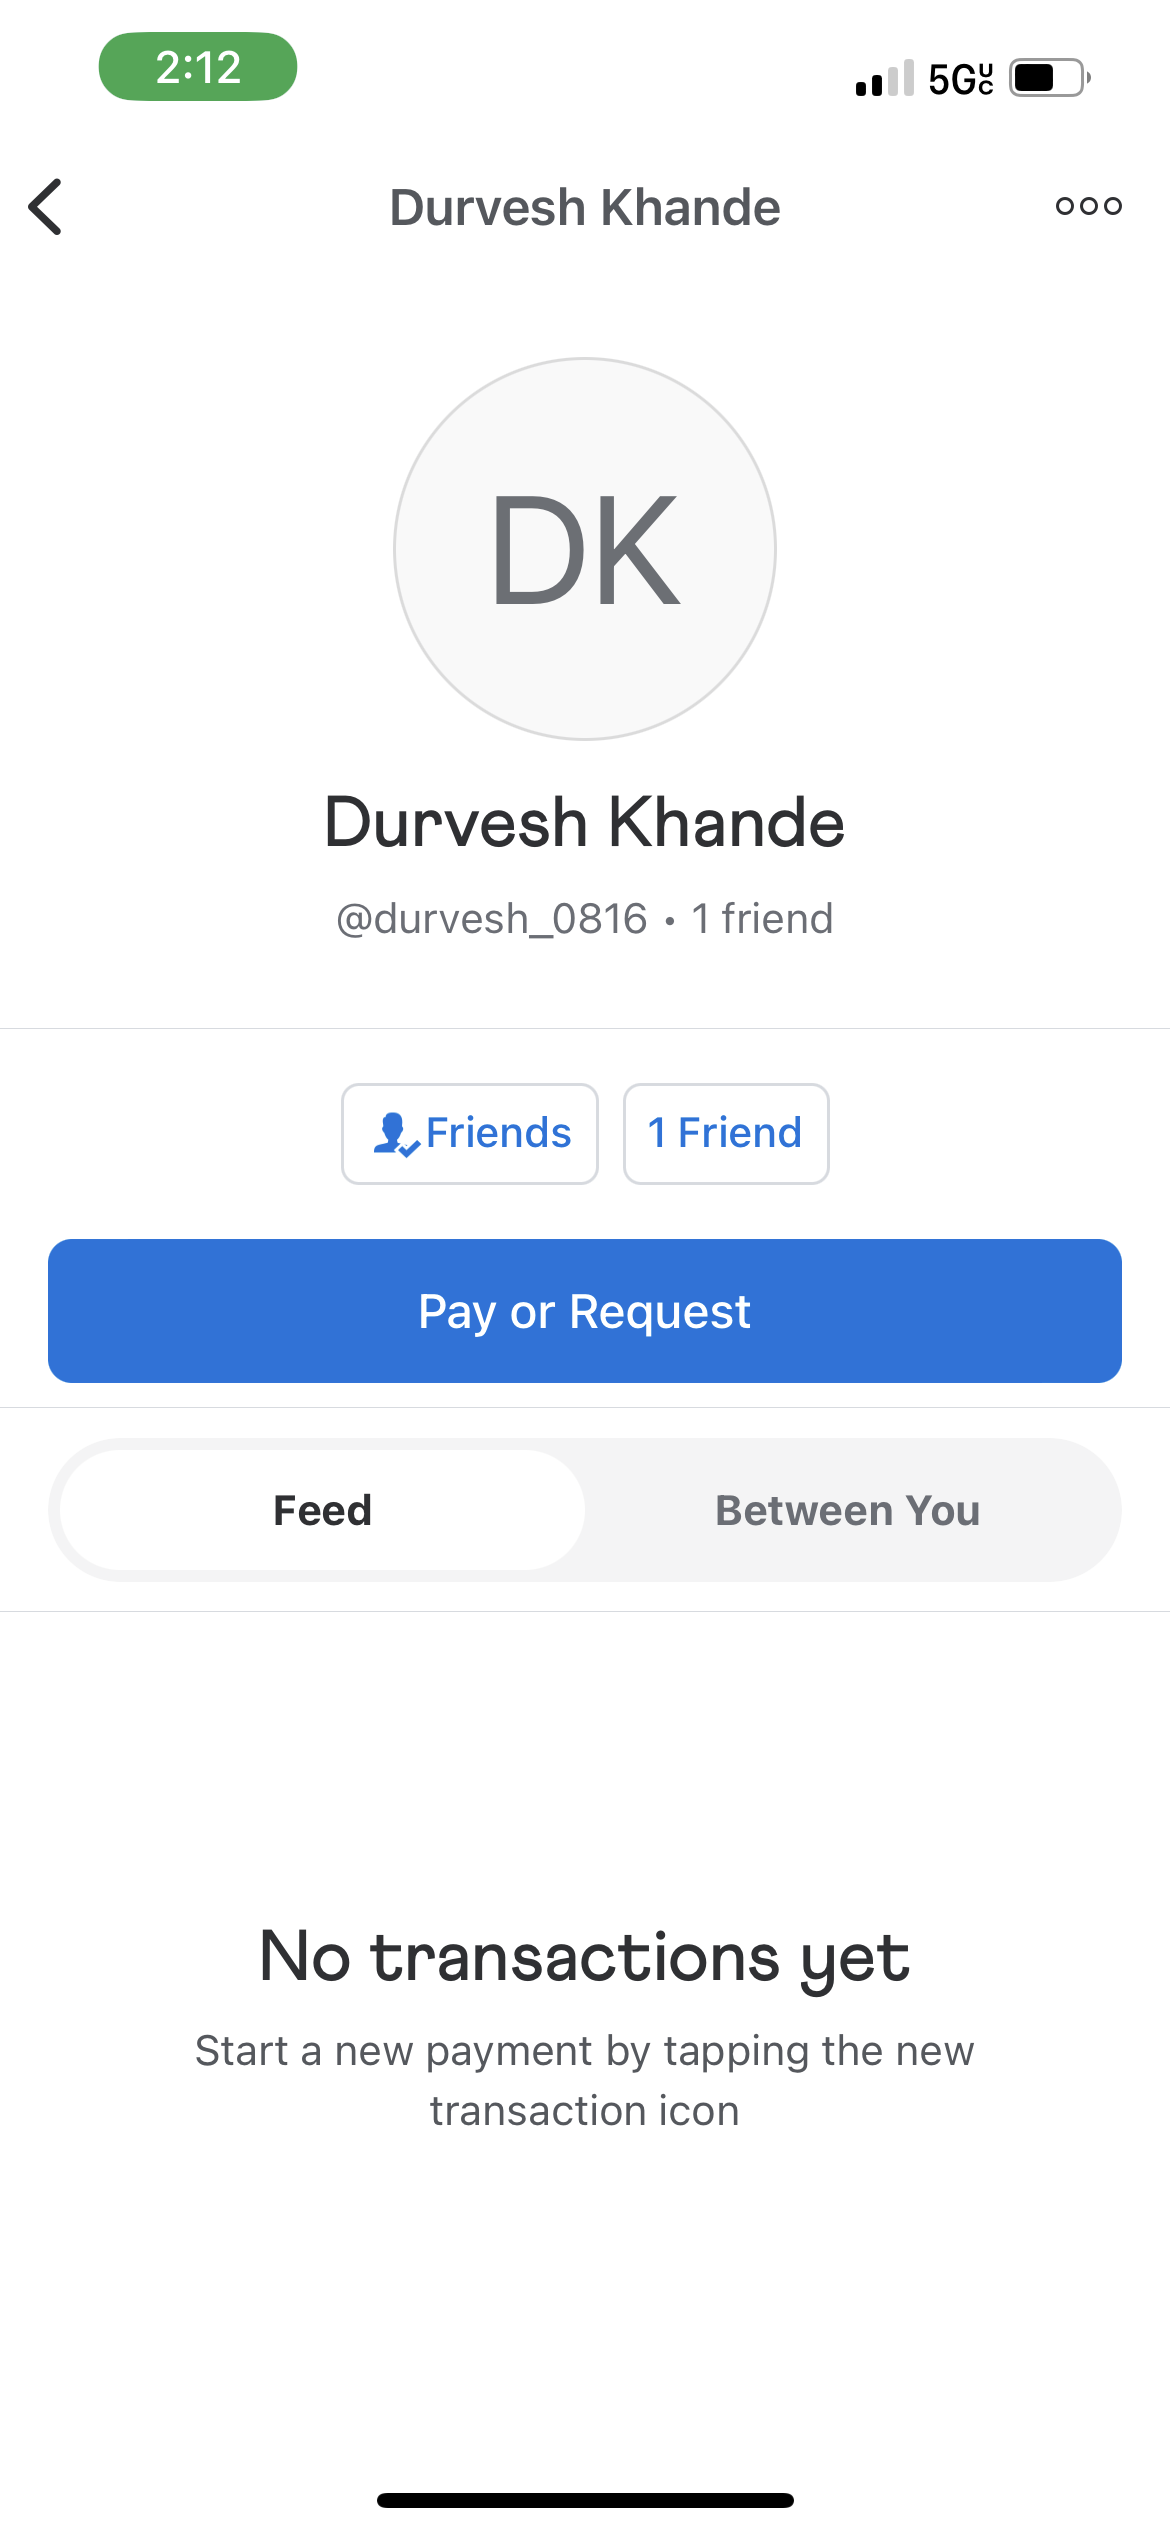 2:12
5G UC
Durvesh Khande
DK
Durvesh Khande
@durvesh_0816 • 1 friend
Friends
1 Friend
Pay or Request
Feed
Between You
No transactions yet
Start a new payment by tapping the new
transaction icon